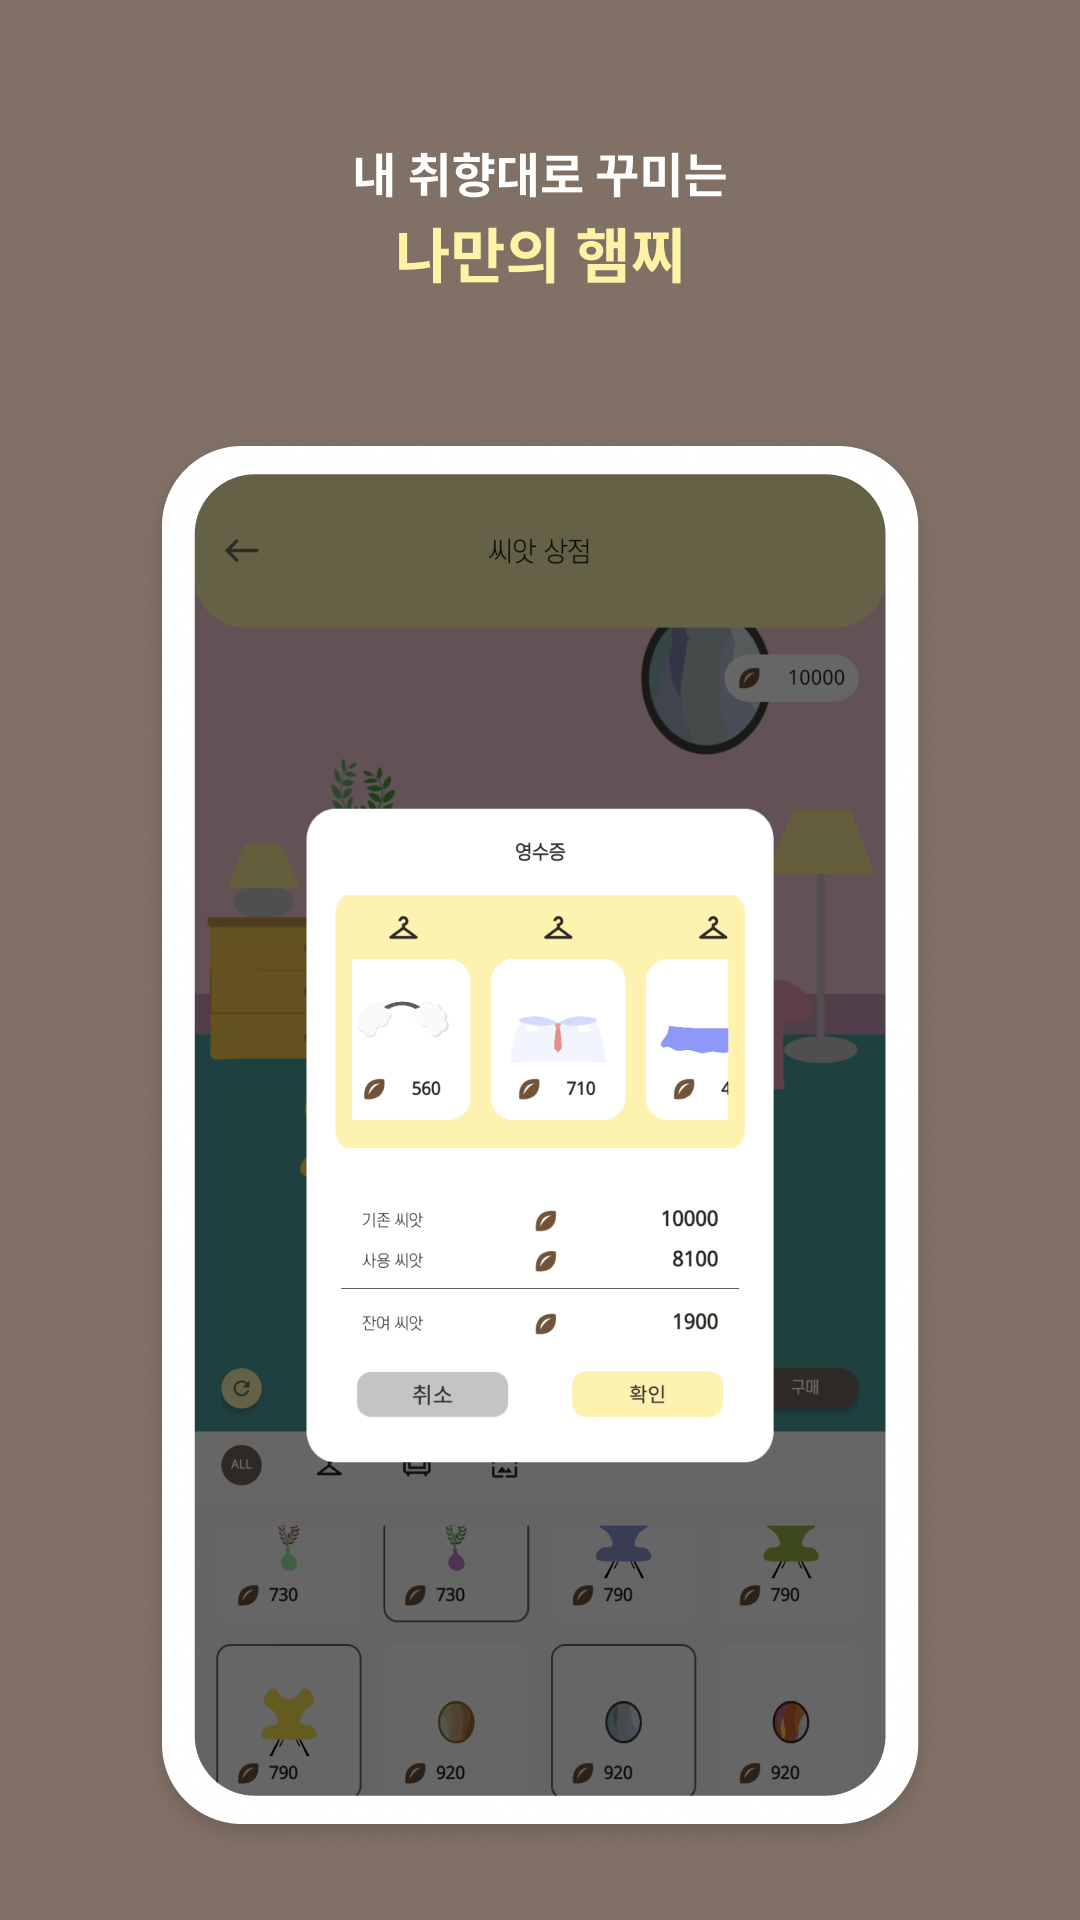 내 취향대로 꾸미는
나만의 햄찌
씨앗 상점
10000
영수증
560 710 4
기존 씨앗 10000
사용 씨앗 8100
잔여 씨앗 1900
취소 확인
구매
ALL
730 730 790 790
790 920 920 920